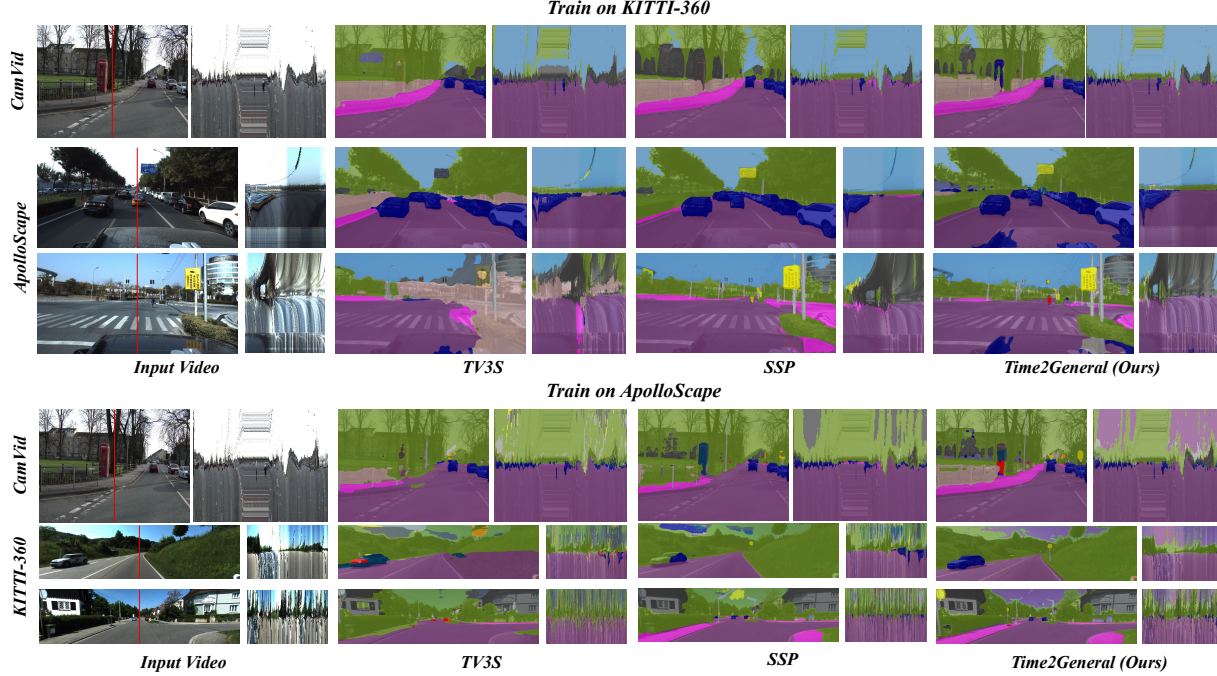 Train on KITTI-360
CamVid
ApolloScape
Input Video
TV3S
SSP
Time2General (Ours)
Train on ApolloScape
CamVid
KITTI-360
Input Video
TV3S
SSP
Time2General (Ours)